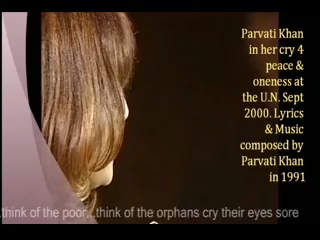 Parvati Khan
in her cry 4
peace &
oneness at
the U.N. Sept
2000. Lyrics
& Music
composed by
Parvati Khan
in 1991
.think of the poor...think of the orphans cry their eyes sore